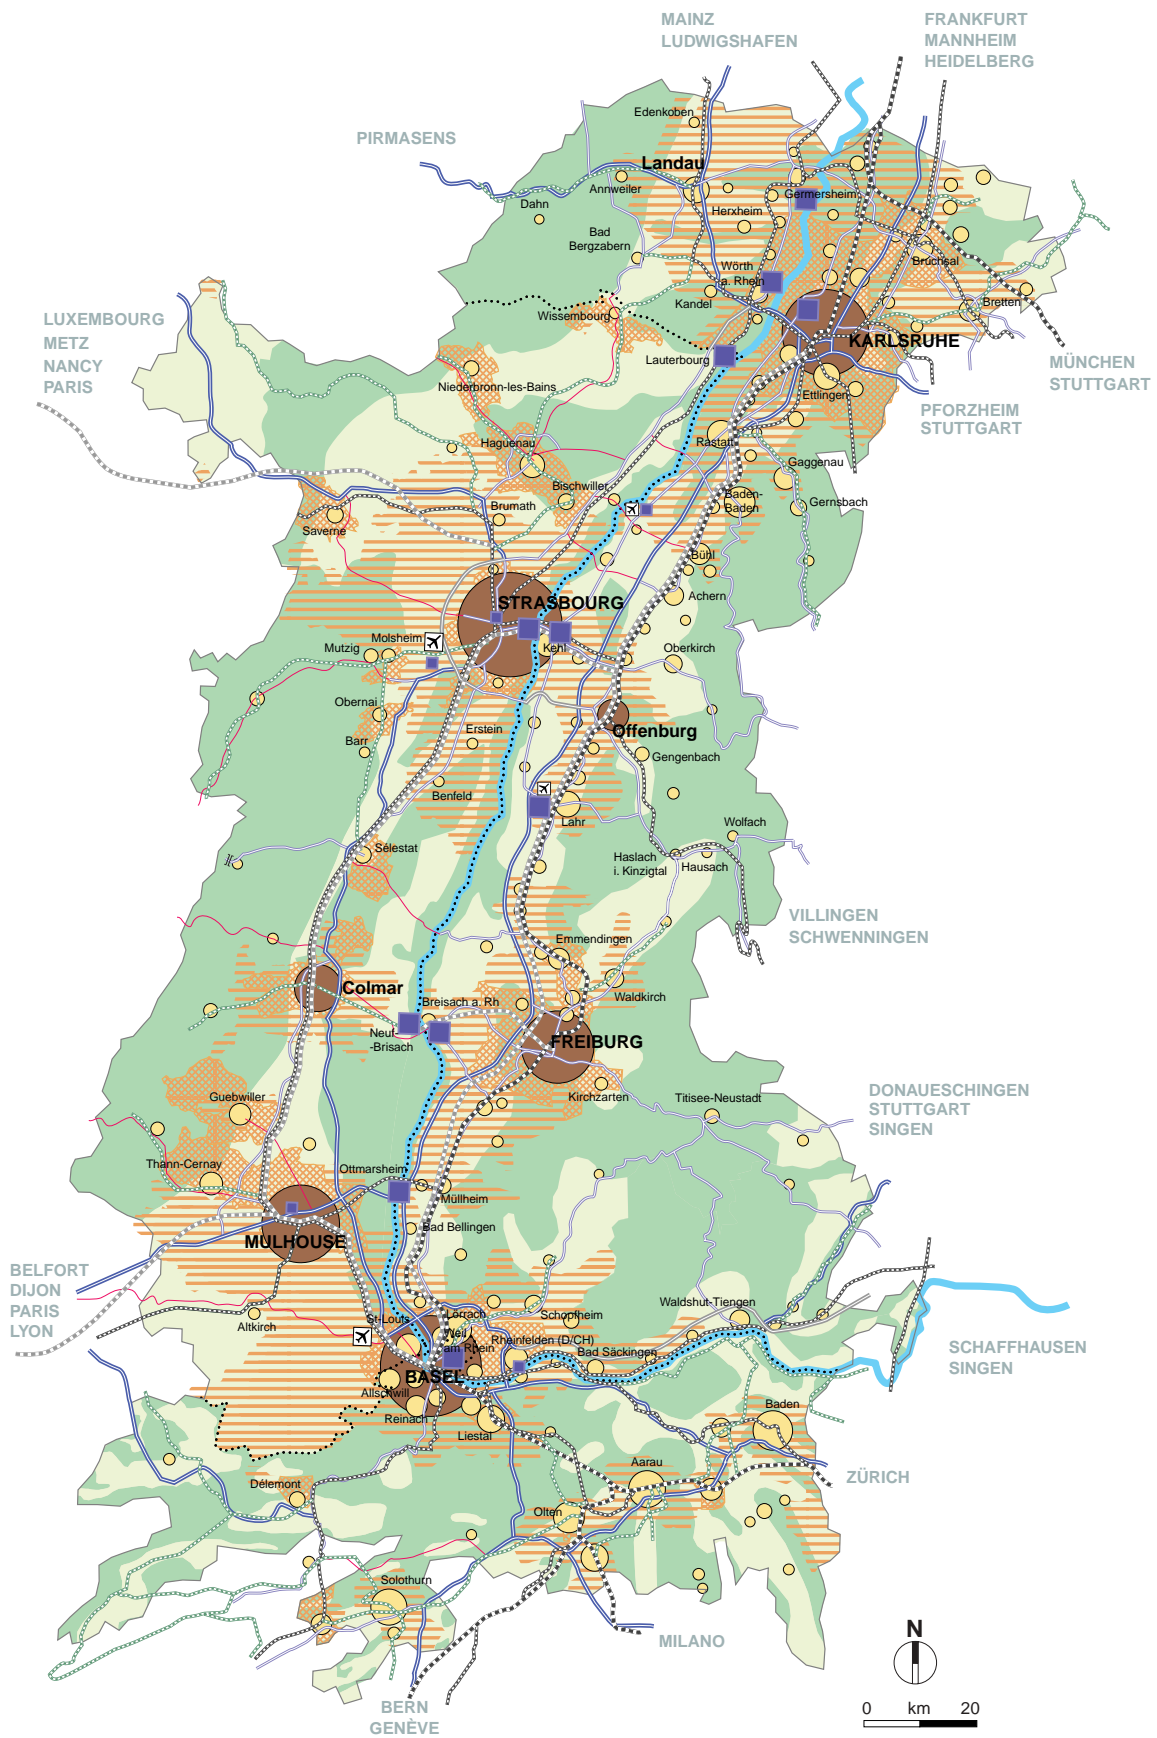 MAINZ
LUDWIGSHAFEN
FRANKFURT
MANNHEIM
HEIDELBERG
PIRMASENS
Edenkoben
Landau
Annweiler
Dahn
Germersheim
Herxheim
Bad
Bergzabern
Bruchsal
Wörth
a. Rhein
Kandel
Bretten
Wissembourg
LUXEMBOURG
METZ
NANCY
PARIS
KARLSRUHE
Lauterbourg
MÜNCHEN
STUTTGART
Niederbronn-les-Bains
Ettlingen
PFORZHEIM
STUTTGART
Haguenau
Rastatt
Gaggenau
Bischwiller
Baden-
Baden
Gernsbach
Brumath
Saverne
Bühl
Achern
STRASBOURG
Molsheim
Mutzig
Kehl
Oberkirch
Obernai
Offenburg
Erstein
Barr
Gengenbach
Benfeld
Lahr
Wolfach
Sélestat
Haslach
i. Kinzigtal
Hausach
VILLINGEN
SCHWENNINGEN
Emmendingen
Colmar
Waldkirch
Breisach a. Rh
Neuf-
-Brisach
FREIBURG
Guebwiller
Kirchzarten
Titisee-Neustadt
DONAUESCHINGEN
STUTTGART
SINGEN
Thann-Cernay
Ottmarsheim
Müllheim
Bad Bellingen
MULHOUSE
BELFORT
DIJON
PARIS
LYON
Altkirch
St-Louis
Lörrach
Schopfheim
Waldshut-Tiengen
Weil
am Rhein
Rheinfelden (D/CH)
Bad Säckingen
SCHAFFHAUSEN
SINGEN
BASEL
Allschwill
Reinach
Liestal
Baden
Aarau
ZÜRICH
Délemont
Olten
Solothurn
MILANO
N
0 km 20
BERN
GENÈVE